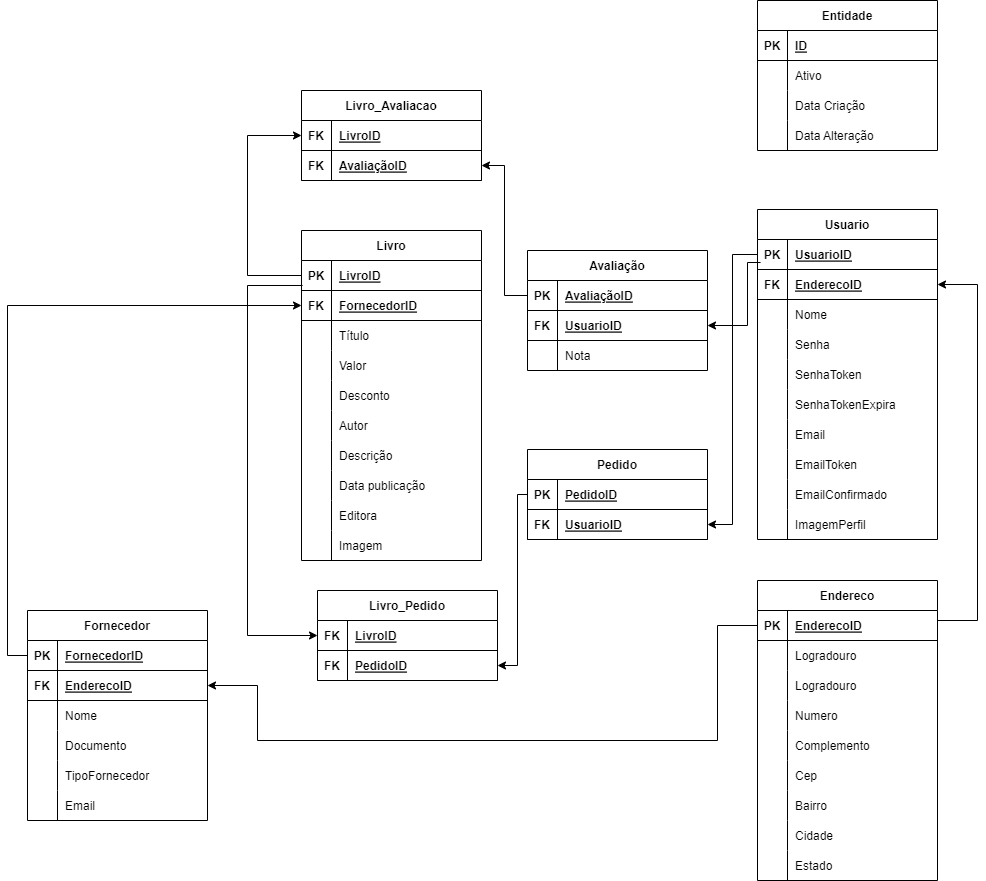 Entidade
PK ID
Ativo
Data Criação
Data Alteração
Livro_Avaliacao
FK LivroID
FK AvaliaçãoID
Livro
PK LivroID
FK FornecedorID
Título
Valor
Desconto
Autor
Descrição
Data publicação
Editora
Imagem
Avaliação
PK AvaliaçãoID
FK UsuarioID
Nota
Usuario
PK UsuarioID
FK EnderecoID
Nome
Senha
SenhaToken
SenhaTokenExpira
Email
EmailToken
EmailConfirmado
ImagemPerfil
Pedido
PK PedidoID
FK UsuarioID
Livro_Pedido
FK LivroID
FK PedidoID
Fornecedor
PK FornecedorID
FK EnderecoID
Nome
Documento
TipoFornecedor
Email
Endereco
PK EnderecoID
Logradouro
Logradouro
Numero
Complemento
Cep
Bairro
Cidade
Estado